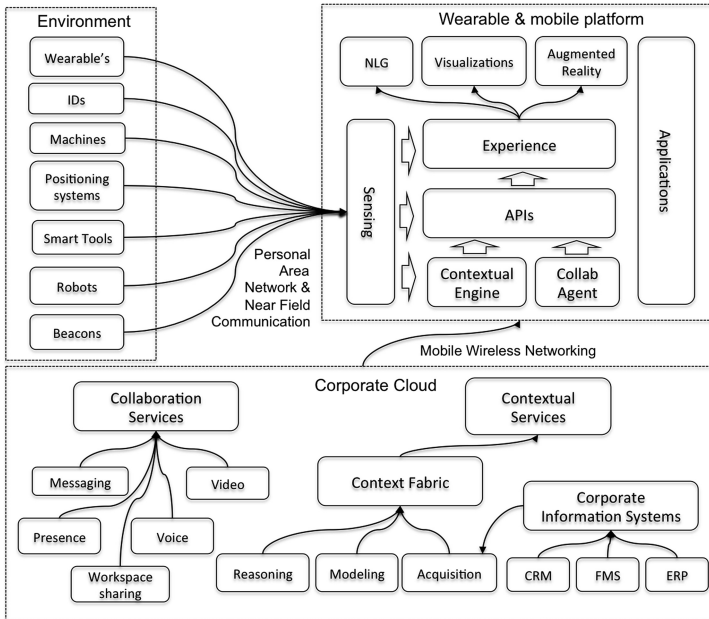 Environment
Wearable's
IDs
Machines
Positioning
systems
Smart Tools
Robots
Beacons
Personal
Area
Network &
Near Field
Communication
Wearable & mobile platform
NLG
Visualizations
Augmented
Reality
Sensing
Experience
APIs
Contextual
Engine
Collab
Agent
Applications
Mobile Wireless Networking
Corporate Cloud
Collaboration
Services
Messaging
Video
Presence
Voice
Workspace
sharing
Contextual
Services
Context Fabric
Reasoning
Modeling
Acquisition
Corporate
Information Systems
CRM
FMS
ERP